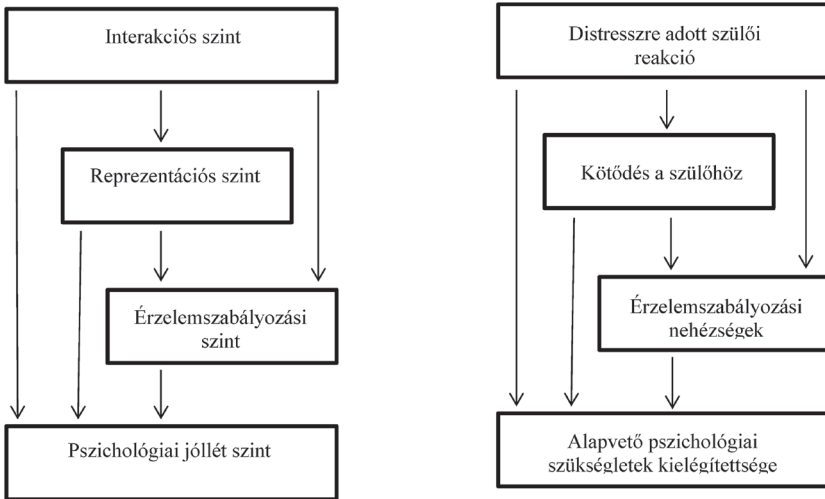 Interakciós szint
Reprezentációs szint
Érzelemszabályozási
szint
Pszichológiai jóllét szint
Distresszre adott szülői
reakció
Kötődés a szülőhöz
Érzelemszabályozási
nehézségek
Alapvető pszichológiai
szükségletek kielégítettsége